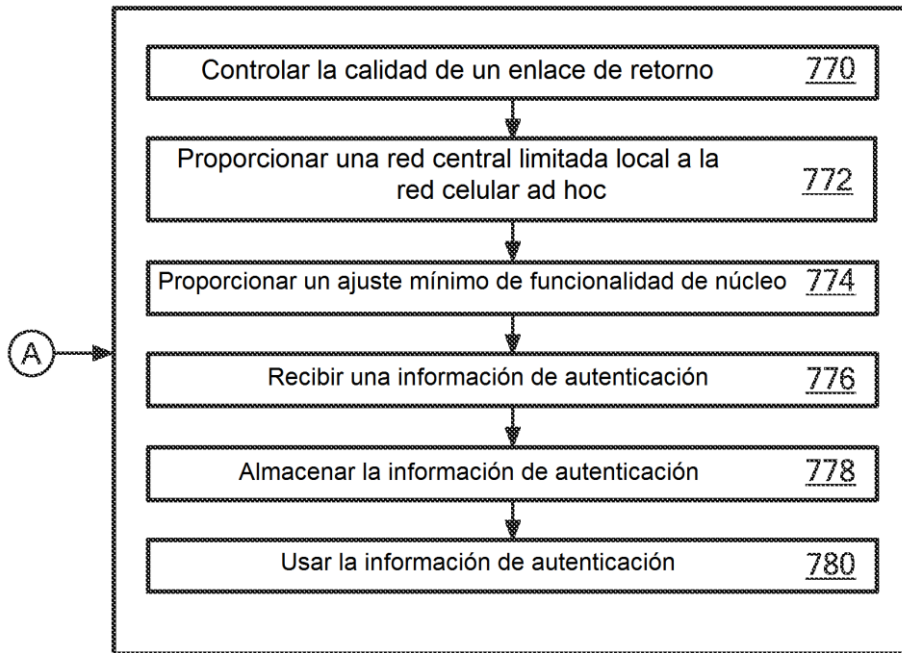 Controlar la calidad de un enlace de retorno 770
Proporcionar una red central limitada local a la
red celular ad hoc 772
Proporcionar un ajuste mínimo de funcionalidad de núcleo 774
A
Recibir una información de autenticación 776
Almacenar la información de autenticación 778
Usar la información de autenticación 780